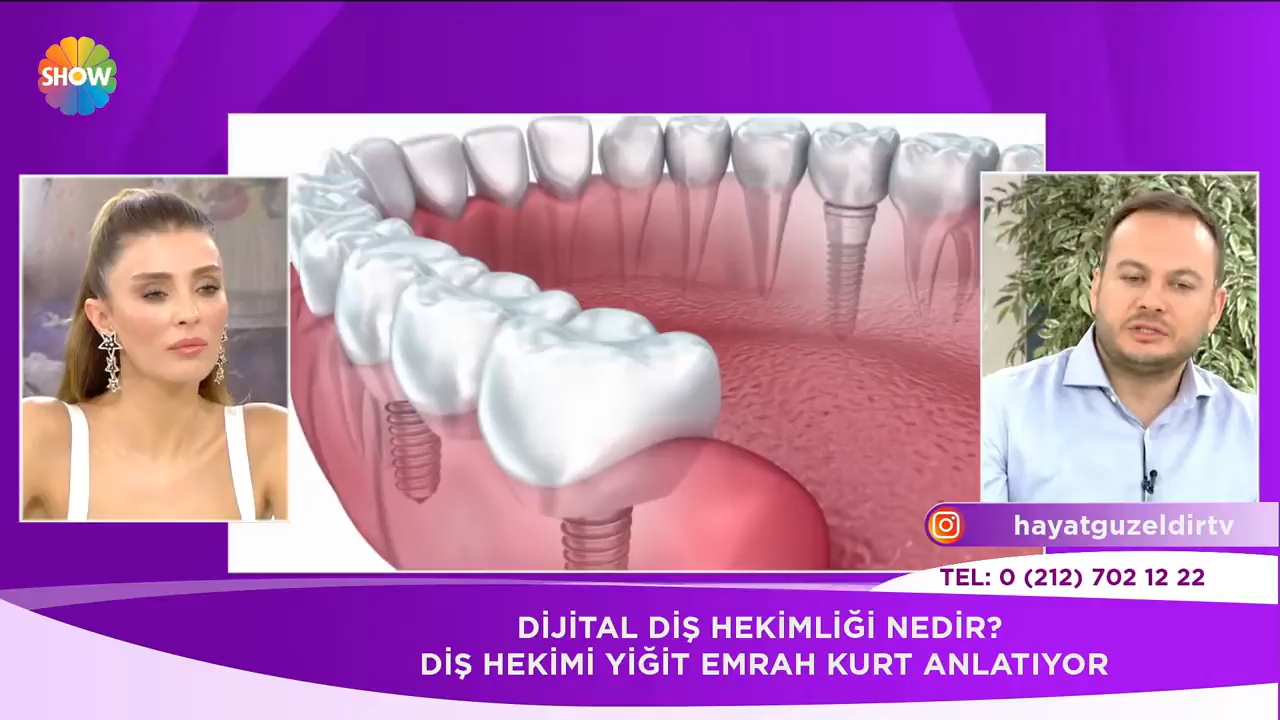 SHOW
hayatguzeldirtv
TEL: 0 (212) 702 12 22
DİJİTAL DİŞ HEKİMLİĞİ NEDİR?
DİŞ HEKİMİ YİĞİT EMRAH KURT ANLATIYOR